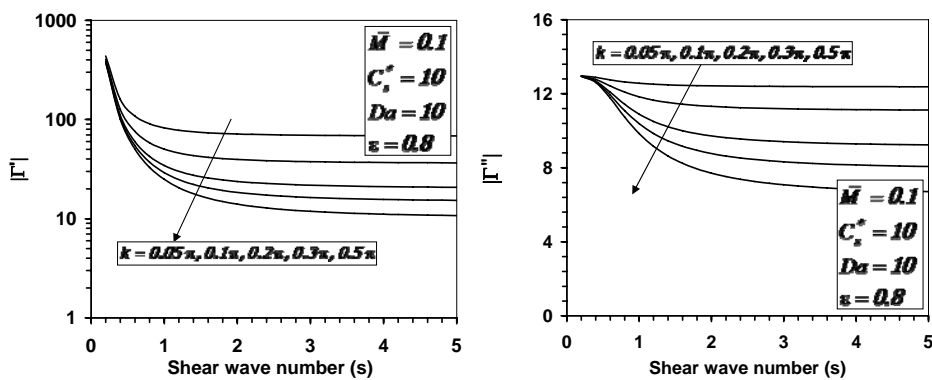 1000
100
10
1
|Γ'|
M̄ = 0.1
C*ₛ = 10
Da = 10
ε = 0.8
k = 0.05π, 0.1π, 0.2π, 0.3π, 0.5π
0 1 2 3 4 5
Shear wave number (s)
16
12
8
4
0
|Γ''|
k = 0.05π, 0.1π, 0.2π, 0.3π, 0.5π
M̄ = 0.1
C*ₛ = 10
Da = 10
ε = 0.8
0 1 2 3 4 5
Shear wave number (s)